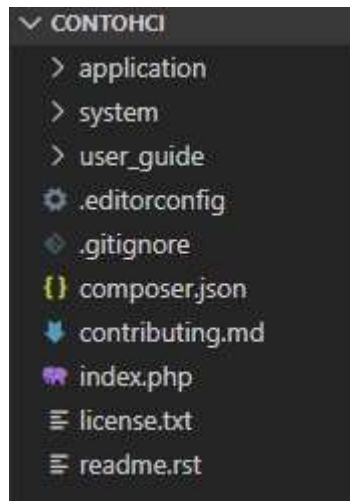 CONTOHCI
application
system
user_guide
.editorconfig
.gitignore
{} composer.json
contributing.md
index.php
license.txt
readme.rst